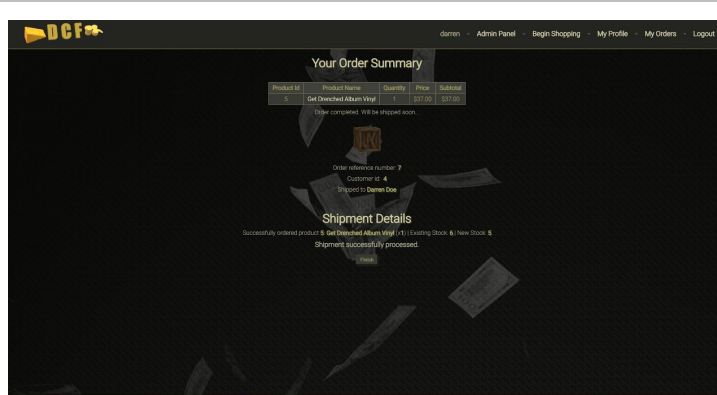 DCF
darren - Admin Panel - Begin Shopping - My Profile - My Orders - Logout
Your Order Summary
Product Id Product Name Quantity Price Subtotal
5 Get Drenched Album Vinyl 1 $37.00 $37.00
Order completed. Will be shipped soon...
Order reference number: 7
Customer id: 4
Shipped to Darren Doe
Shipment Details
Successfully ordered product 5: Get Drenched Album Vinyl (x1) | Existing Stock: 6 | New Stock: 5
Shipment successfully processed.
Finish